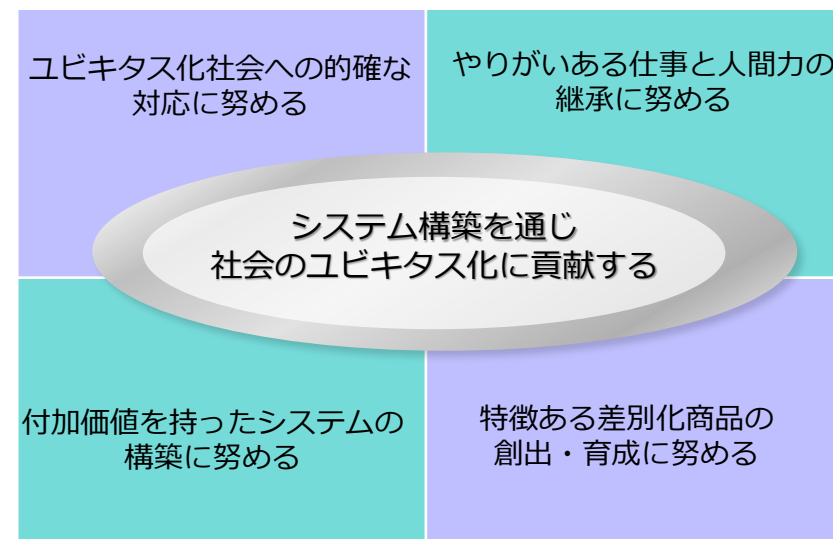 ユビキタス化社会への的確な
対応に努める
やりがいある仕事と人間力の
継承に努める
システム構築を通じ
社会のユビキタス化に貢献する
付加価値を持ったシステムの
構築に努める
特徴ある差別化商品の
創出・育成に努める